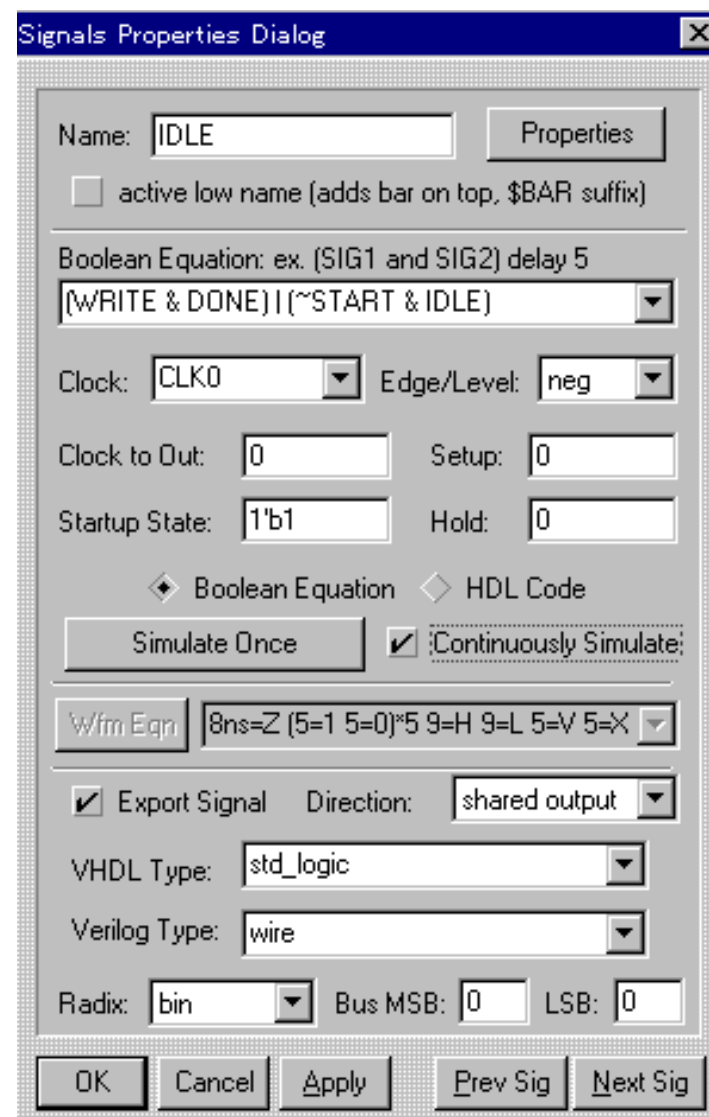 Signals Properties Dialog
Name: IDLE Properties
active low name (adds bar on top, $BAR suffix)
Boolean Equation: ex. (SIG1 and SIG2) delay 5
(WRITE & DONE) | (~START & IDLE)
Clock: CLK0 Edge/Level: neg
Clock to Out: 0 Setup: 0
Startup State: 1'b1 Hold: 0
Boolean Equation HDL Code
Simulate Once Continuously Simulate
Wfm Eqn 8ns=Z (5=1 5=0)*5 9=H 9=L 5=V 5=X
Export Signal Direction: shared output
VHDL Type: std_logic
Verilog Type: wire
Radix: bin Bus MSB: 0 LSB: 0
OK Cancel Apply Prev Sig Next Sig